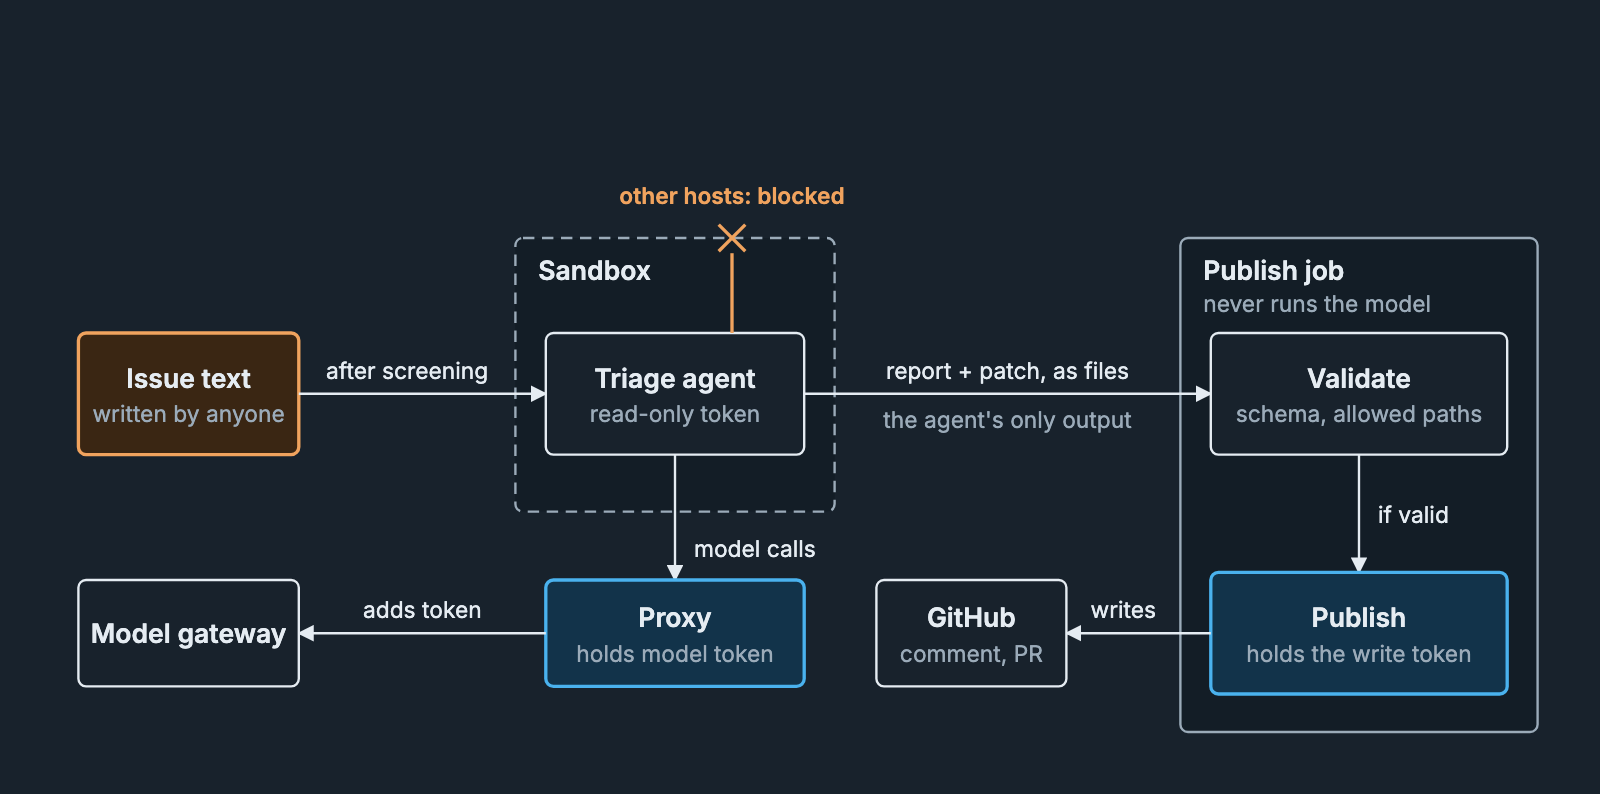 other hosts: blocked
Sandbox
Publish job
never runs the model
Issue text
written by anyone
after screening
Triage agent
read-only token
report + patch, as files
the agent's only output
Validate
schema, allowed paths
model calls
if valid
Model gateway
adds token
Proxy
holds model token
GitHub
comment, PR
writes
Publish
holds the write token